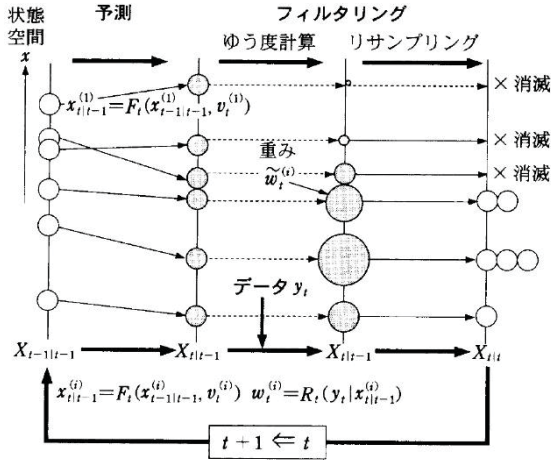 状態
空間
x
予測
フィルタリング
ゆう度計算
リサンプリング
x_{t|t-1}^{(1)}=F_t(x_{t-1|t-1}^{(1)}, v_t^{(1)})
× 消滅
× 消滅
× 消滅
重み
\widetilde{w}_t^{(i)}
データ y_t
X_{t-1|t-1}
X_{t|t-1}
X_{t|t-1}
X_{t|t}
x_{t|t-1}^{(i)}=F_t(x_{t-1|t-1}^{(i)}, v_t^{(i)}) w_t^{(i)}=R_t(y_t|x_{t|t-1}^{(i)})
t+1 ⇐ t